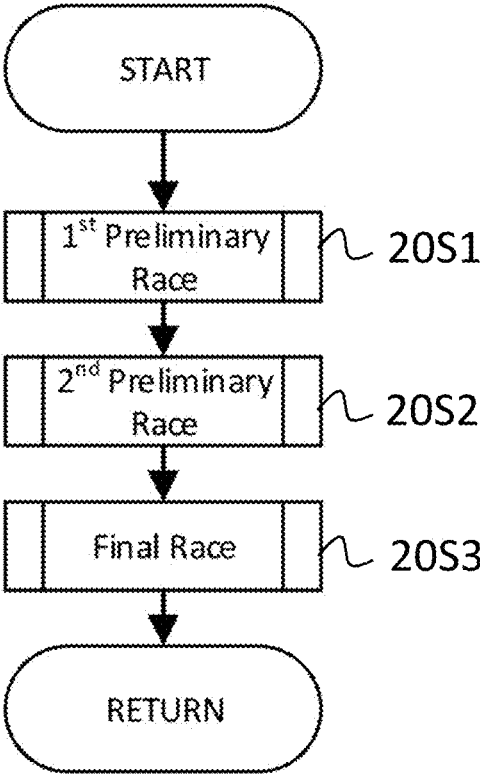 START
1st Preliminary
Race
20S1
2nd Preliminary
Race
20S2
Final Race
20S3
RETURN